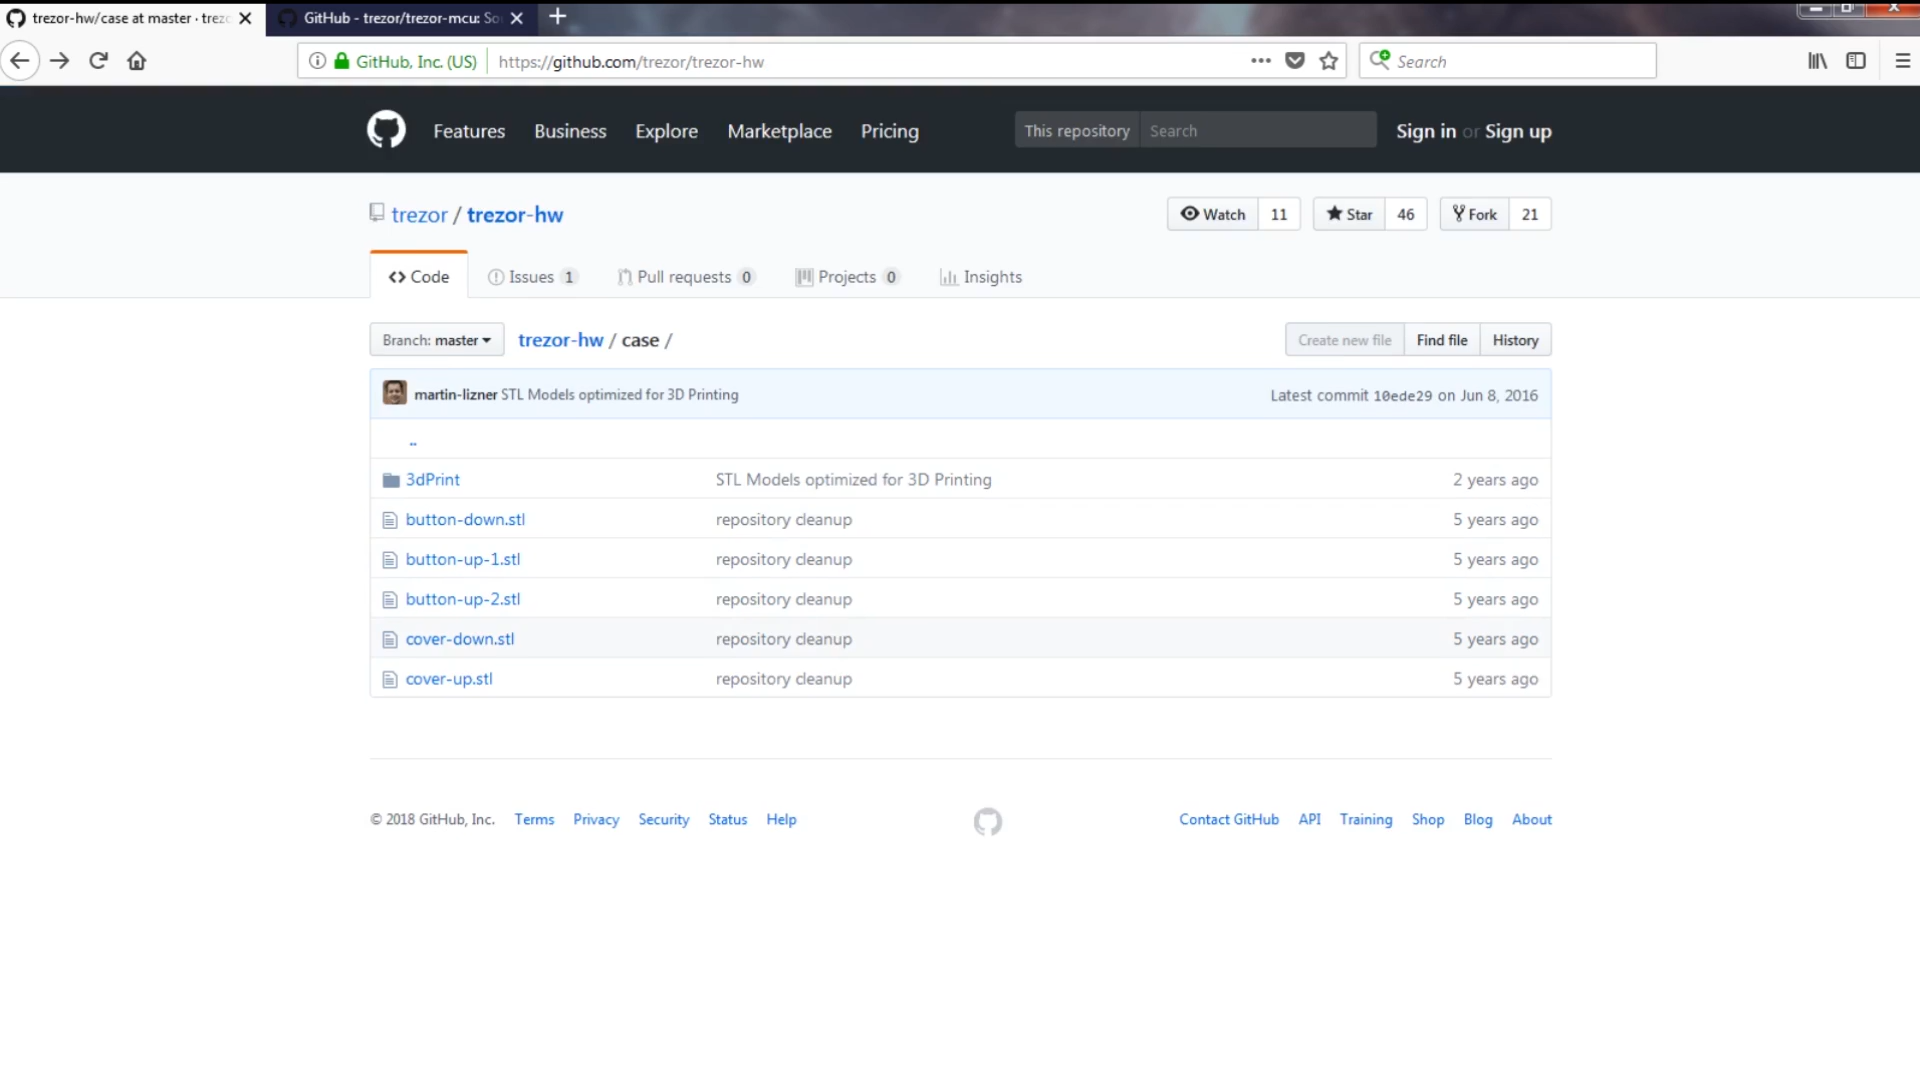 trezor-hw/case at master · trez
GitHub - trezor/trezor-mcu: So
GitHub, Inc. (US) https://github.com/trezor/trezor-hw Search
Features Business Explore Marketplace Pricing This repository Search Sign in or Sign up
trezor / trezor-hw Watch 11 Star 46 Fork 21
Code Issues 1 Pull requests 0 Projects 0 Insights
Branch: master trezor-hw / case / Create new file Find file History
martin-lizner STL Models optimized for 3D Printing Latest commit 10ede29 on Jun 8, 2016
..
3dPrint STL Models optimized for 3D Printing 2 years ago
button-down.stl repository cleanup 5 years ago
button-up-1.stl repository cleanup 5 years ago
button-up-2.stl repository cleanup 5 years ago
cover-down.stl repository cleanup 5 years ago
cover-up.stl repository cleanup 5 years ago
© 2018 GitHub, Inc. Terms Privacy Security Status Help Contact GitHub API Training Shop Blog About